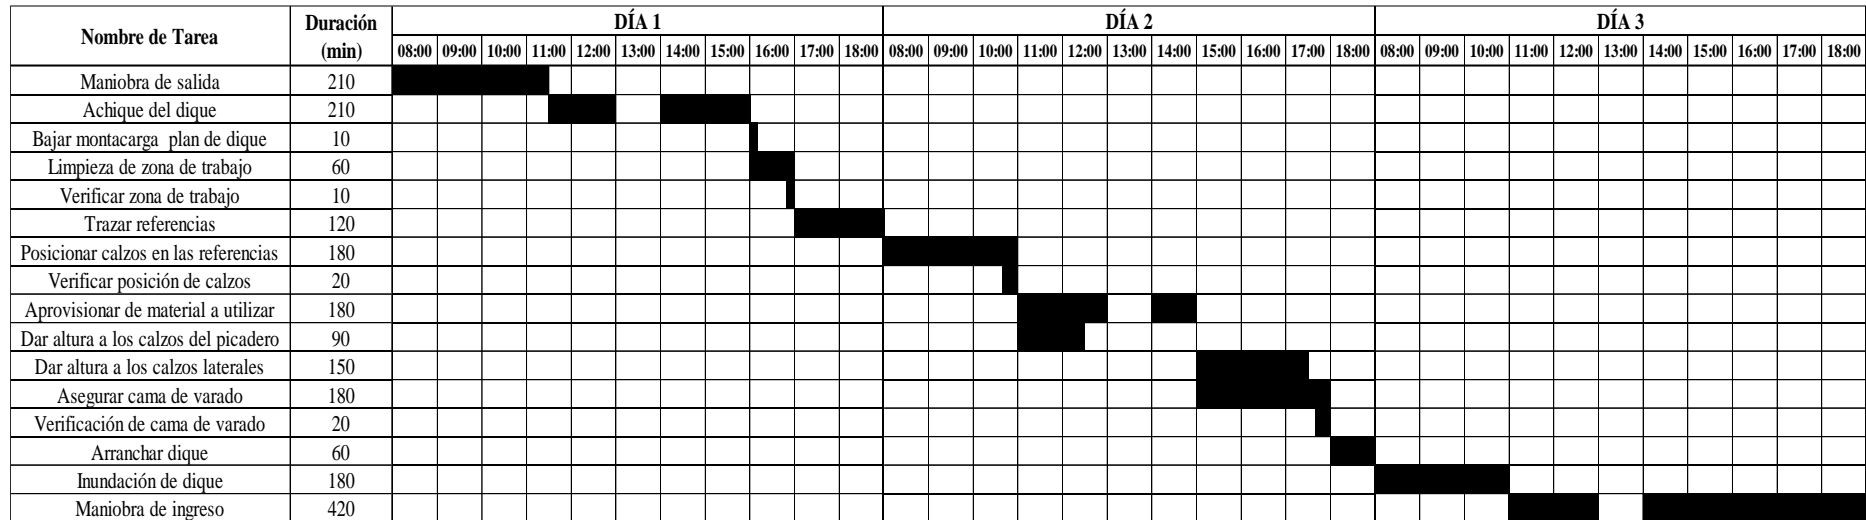 Nombre de Tarea Duración (min) DÍA 1 DÍA 2 DÍA 3
08:00 09:00 10:00 11:00 12:00 13:00 14:00 15:00 16:00 17:00 18:00 08:00 09:00 10:00 11:00 12:00 13:00 14:00 15:00 16:00 17:00 18:00 08:00 09:00 10:00 11:00 12:00 13:00 14:00 15:00 16:00 17:00 18:00
Maniobra de salida 210
Achique del dique 210
Bajar montacarga plan de dique 10
Limpieza de zona de trabajo 60
Verificar zona de trabajo 10
Trazar referencias 120
Posicionar calzos en las referencias 180
Verificar posición de calzos 20
Aprovisionar de material a utilizar 180
Dar altura a los calzos del picadero 90
Dar altura a los calzos laterales 150
Asegurar cama de varado 180
Verificación de cama de varado 20
Arranchar dique 60
Inundación de dique 180
Maniobra de ingreso 420